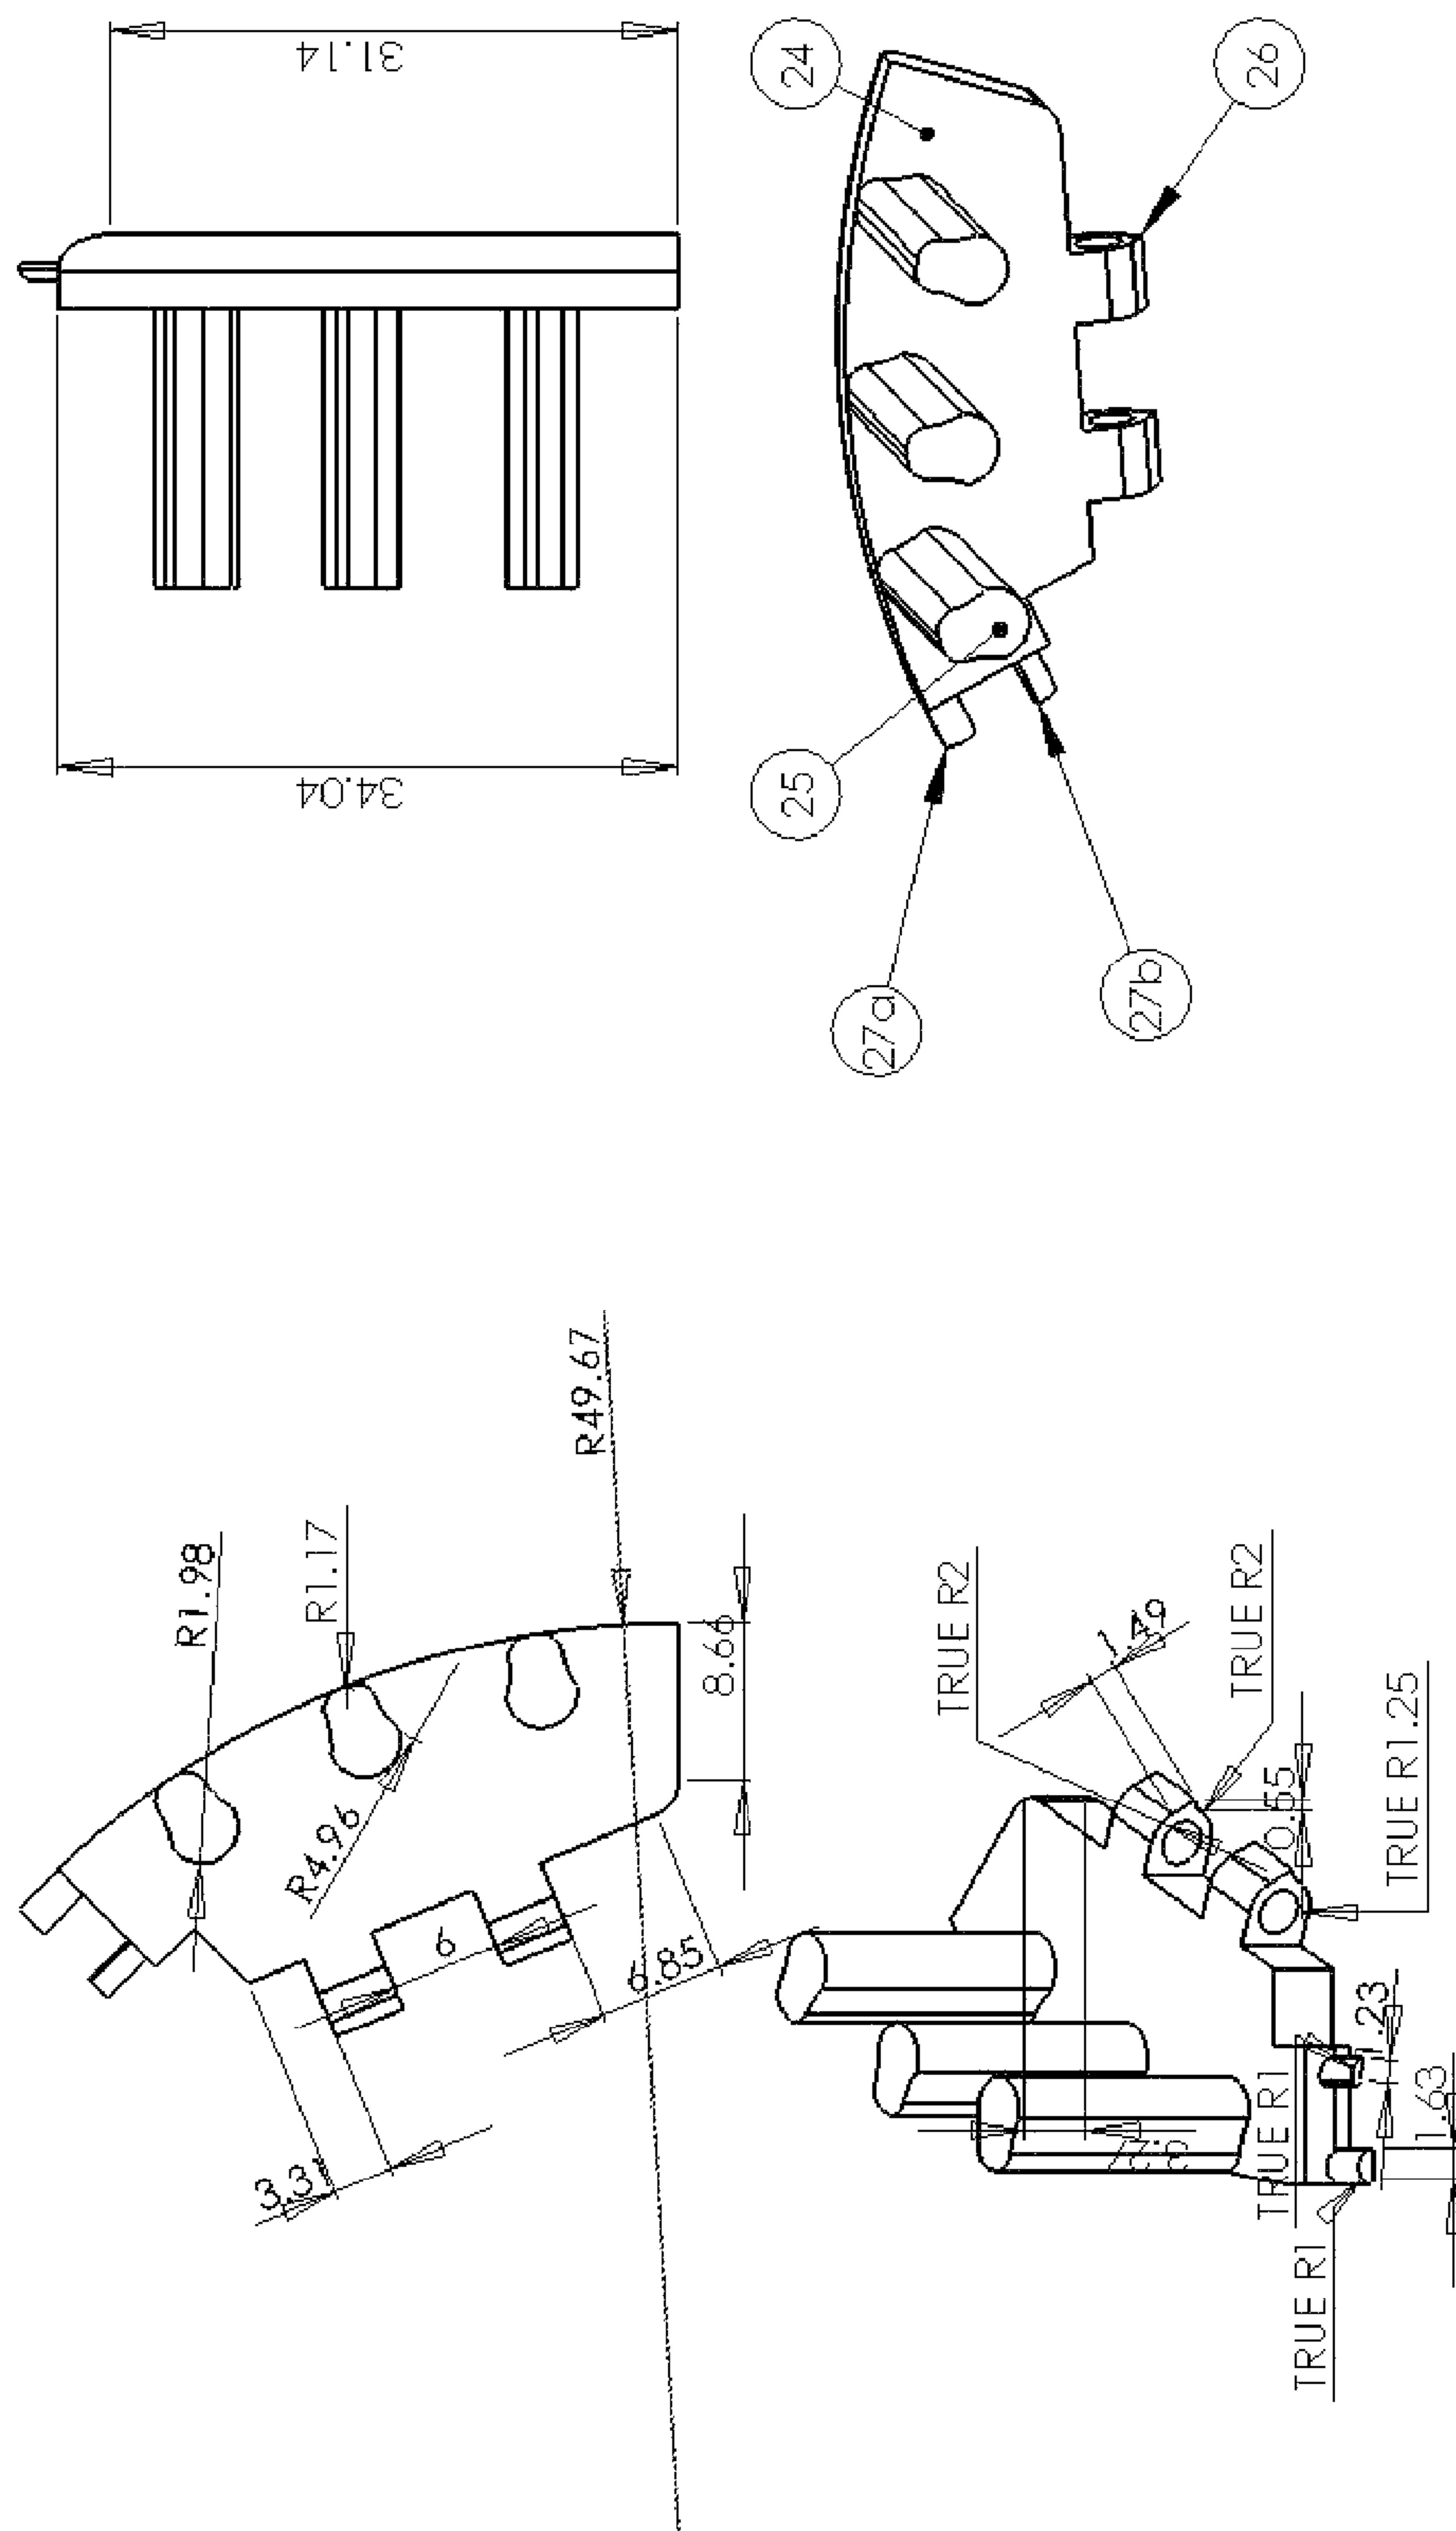 31.14
34.04
24
26
25
27a
27b
R1.98
R1.17
R49.67
R4.96
8.66
6
6.85
3.31
TRUE R2
1.49
TRUE R2
0.55
TRUE R1.25
1.23
1.63
TRUE R1
TRUE R1